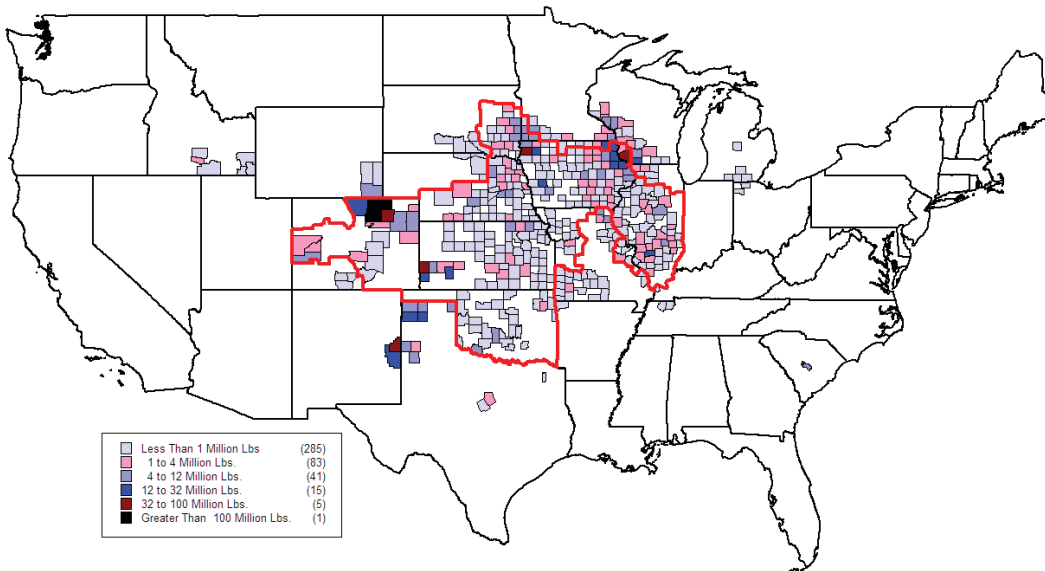 Less Than 1 Million Lbs (285)
1 to 4 Million Lbs. (83)
4 to 12 Million Lbs. (41)
12 to 32 Million Lbs. (15)
32 to 100 Million Lbs. (5)
Greater Than 100 Million Lbs. (1)